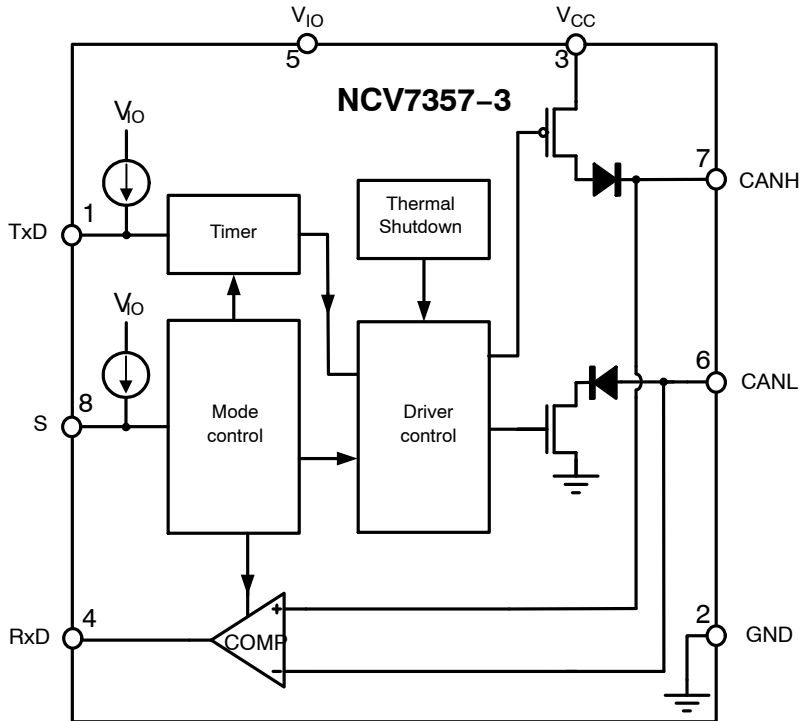 VIO
VCC
5
3
NCV7357–3
VIO
7
CANH
1
TxD
Timer
Thermal
Shutdown
VIO
6
CANL
8
S
Mode
control
Driver
control
4
RxD
+
COMP
−
2
GND